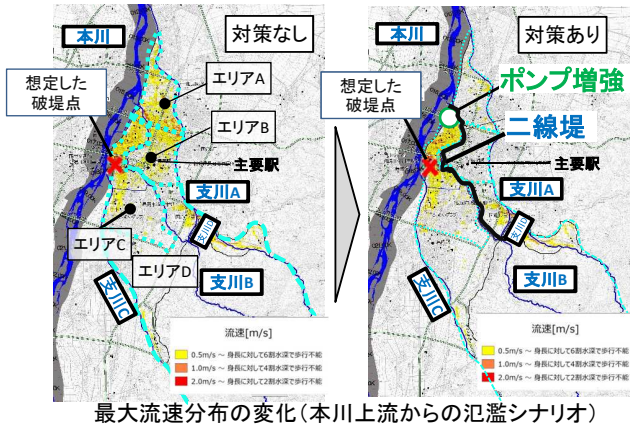 本川
対策なし
想定した
破堤点
エリアA
エリアB
主要駅
支川A
支川D
エリアC
エリアD
支川B
支川C
流速[m/s]
0.5m/s ~ 身長に対して6割水深で歩行不能
1.0m/s ~ 身長に対して4割水深で歩行不能
2.0m/s ~ 身長に対して2割水深で歩行不能
本川
対策あり
想定した
破堤点
ポンプ増強
二線堤
主要駅
支川A
支川D
支川B
支川C
流速[m/s]
0.5m/s ~ 身長に対して6割水深で歩行不能
1.0m/s ~ 身長に対して4割水深で歩行不能
2.0m/s ~ 身長に対して2割水深で歩行不能
最大流速分布の変化(本川上流からの氾濫シナリオ)